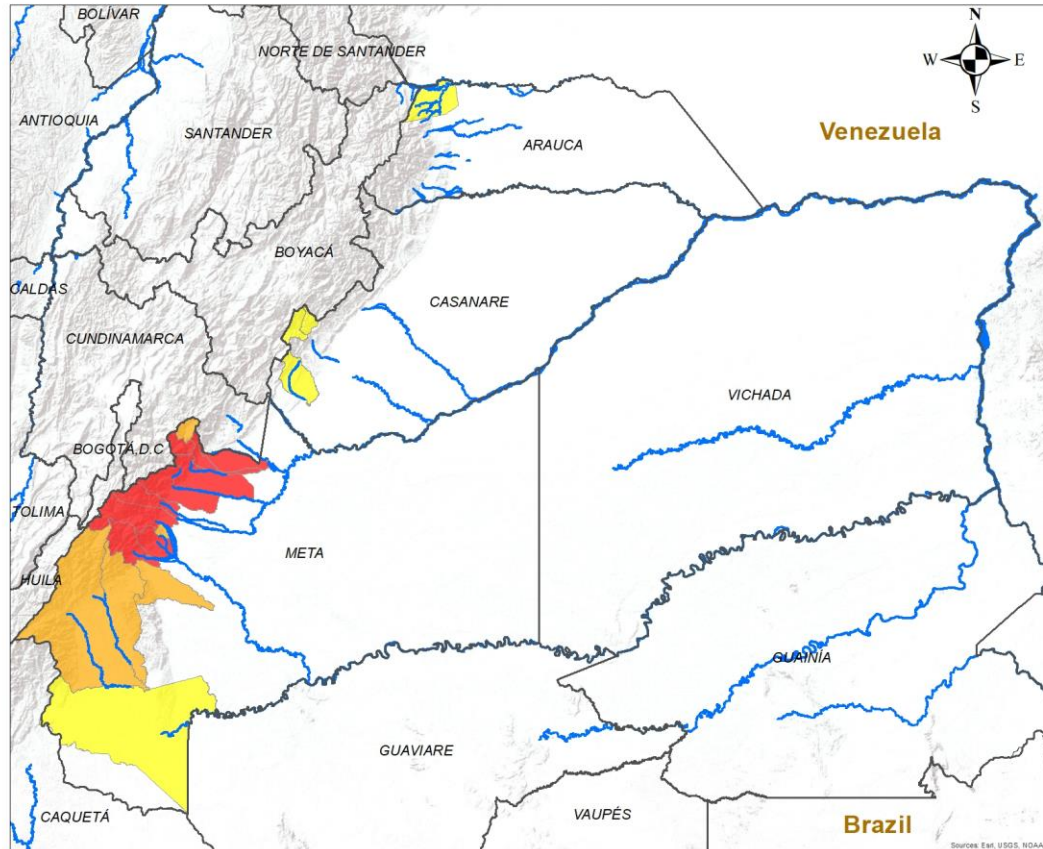 BOLÍVAR
NORTE DE SANTANDER
N
W
E
S
ANTIOQUIA
SANTANDER
ARAUCA
Venezuela
BOYACÁ
CALDAS
CASANARE
CUNDINAMARCA
VICHADA
BOGOTÁ,D.C
TOLIMA
META
HUILA
GUAINÍA
GUAVIARE
CAQUETÁ
VAUPÉS
Brazil
Sources: Esri, USGS, NOAA